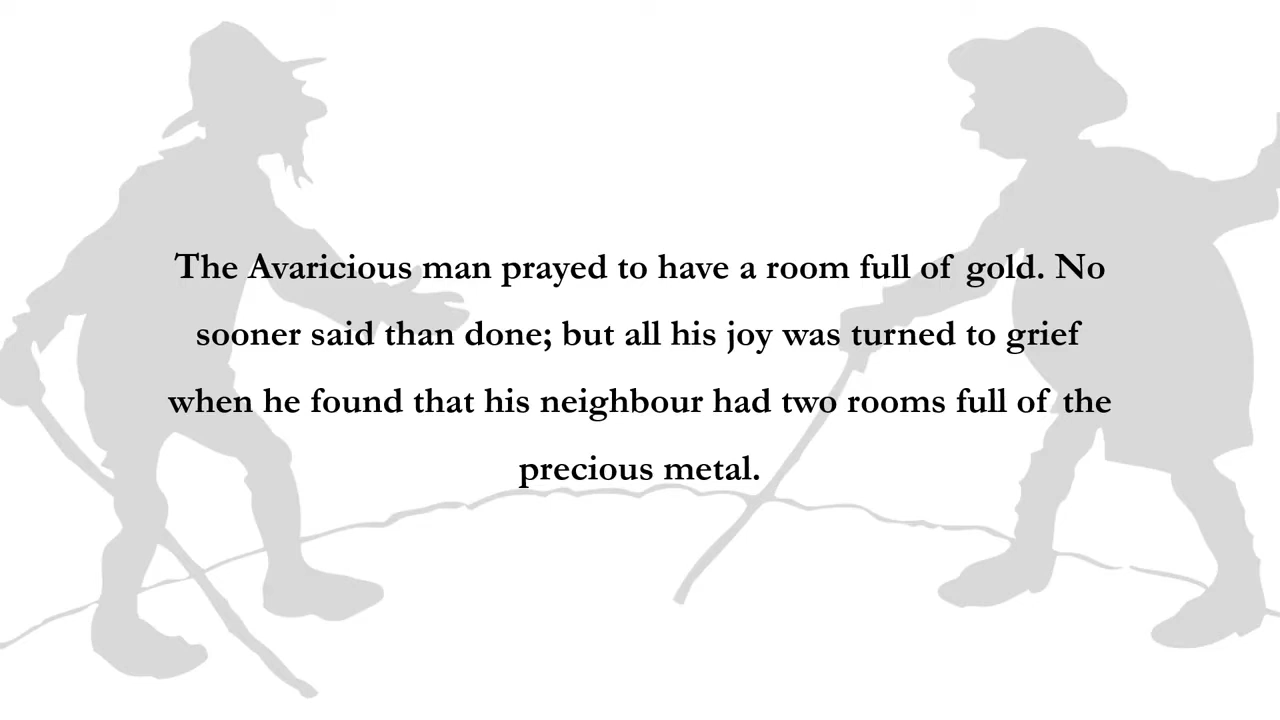 The Avaricious man prayed to have a room full of gold. No
sooner said than done; but all his joy was turned to grief
when he found that his neighbour had two rooms full of the
precious metal.